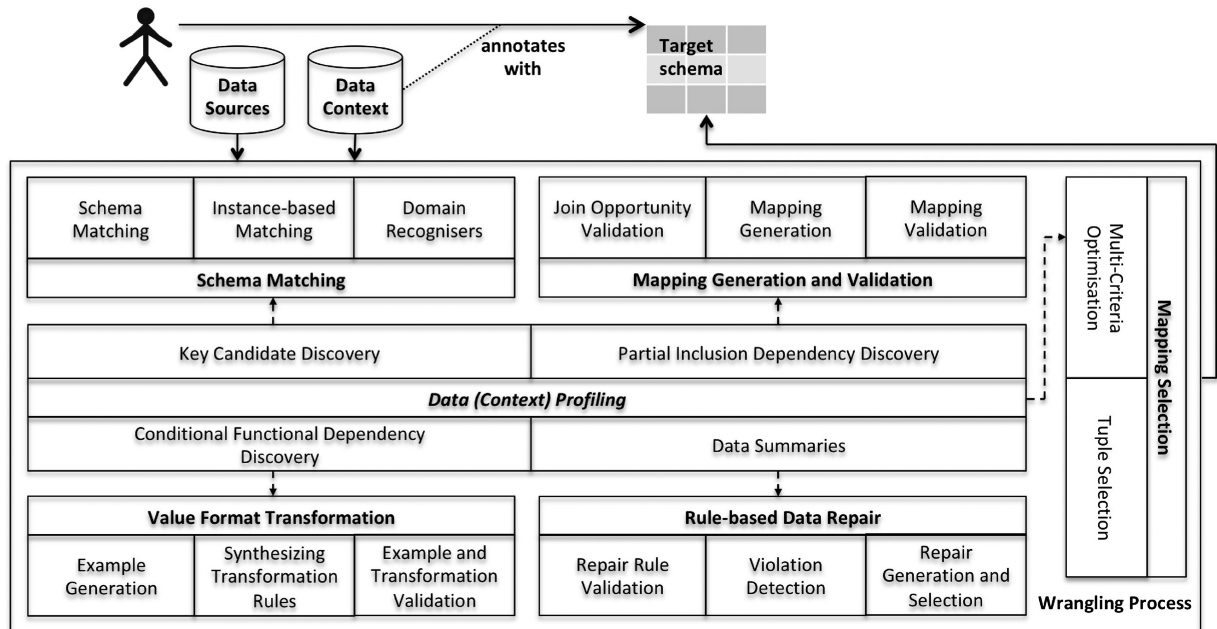 annotates
with
Target
schema
Data
Sources
Data
Context
Schema
Matching
Instance-based
Matching
Domain
Recognisers
Schema Matching
Join Opportunity
Validation
Mapping
Generation
Mapping
Validation
Mapping Generation and Validation
Multi-Criteria
Optimisation
Mapping Selection
Tuple Selection
Key Candidate Discovery
Partial Inclusion Dependency Discovery
Data (Context) Profiling
Conditional Functional Dependency
Discovery
Data Summaries
Value Format Transformation
Example
Generation
Synthesizing
Transformation
Rules
Example and
Transformation
Validation
Rule-based Data Repair
Repair Rule
Validation
Violation
Detection
Repair
Generation and
Selection
Wrangling Process